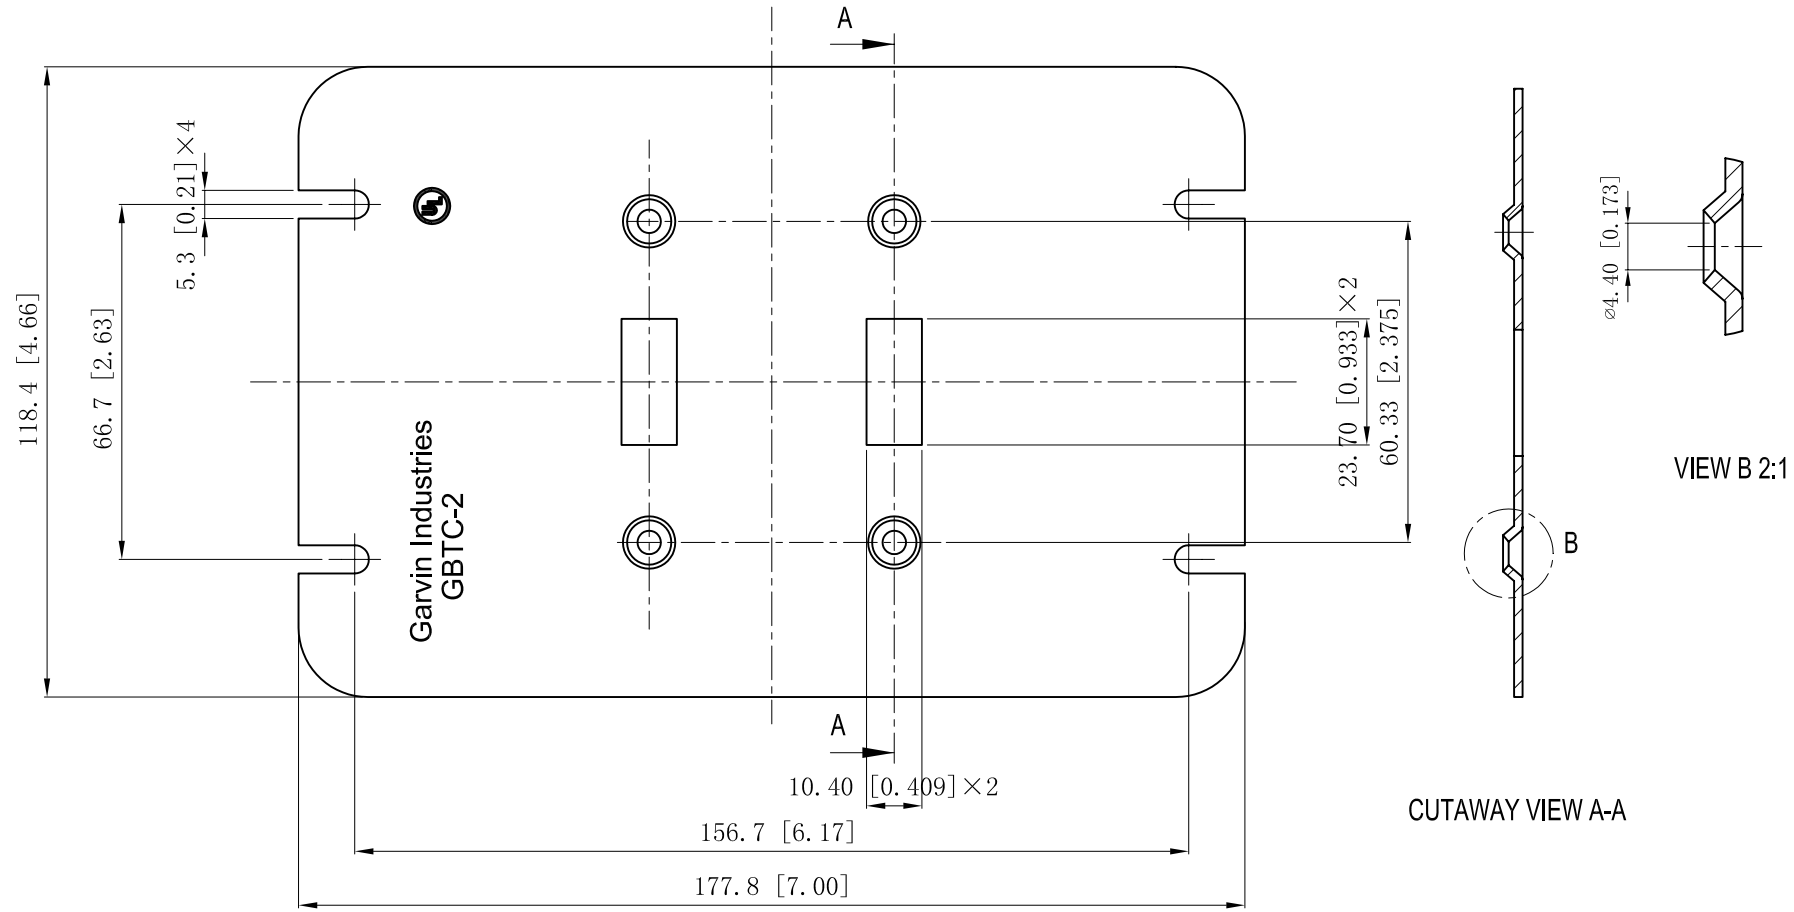 A
5.3 [0.21]×4
118.4 [4.66]
66.7 [2.63]
UL
Garvin Industries
GBTC-2
23.70 [0.933]×2
60.33 [2.375]
⌀4.40 [0.173]
VIEW B 2:1
B
A
10.40 [0.409]×2
CUTAWAY VIEW A-A
156.7 [6.17]
177.8 [7.00]